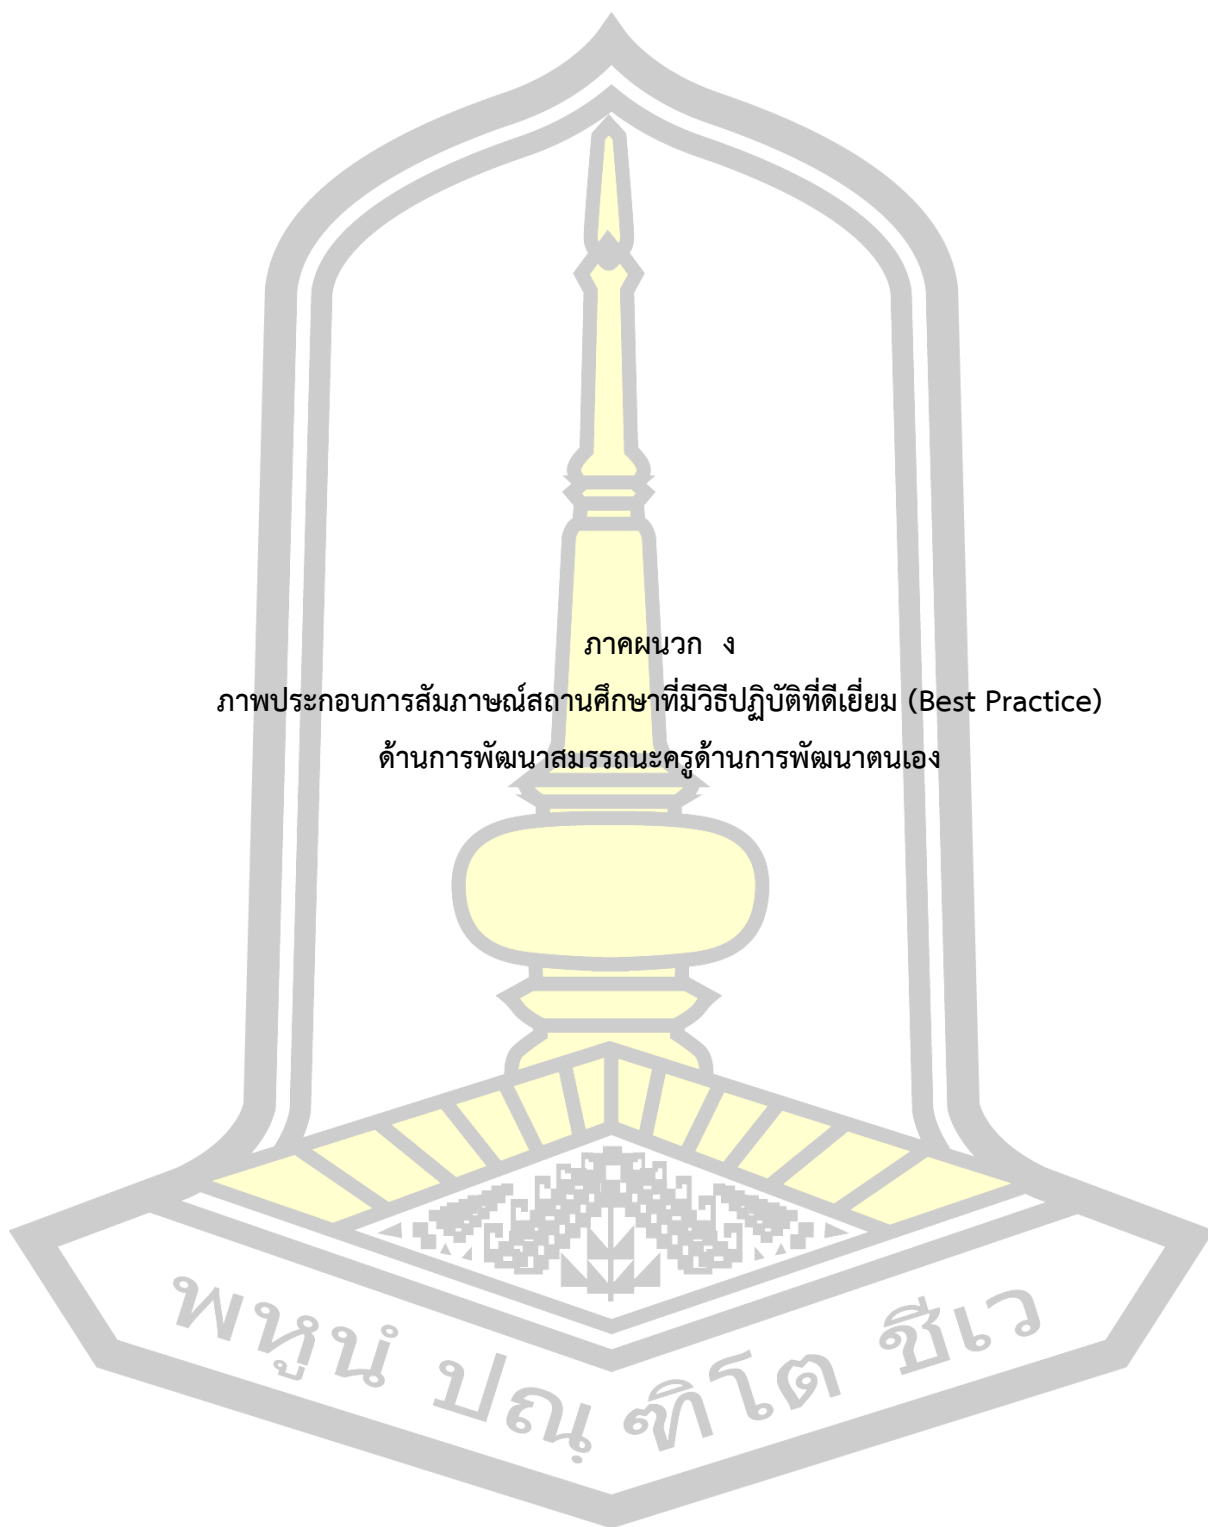 ภาคผนวก ง
ภาพประกอบการสัมภาษณ์สถานศึกษาที่มีวิธีปฏิบัติที่ดีเยี่ยม (Best Practice)
ด้านการพัฒนาสมรรถนะครูด้านการพัฒนาตนเอง
พหูนํ ปณฺฑิโต ชีเว